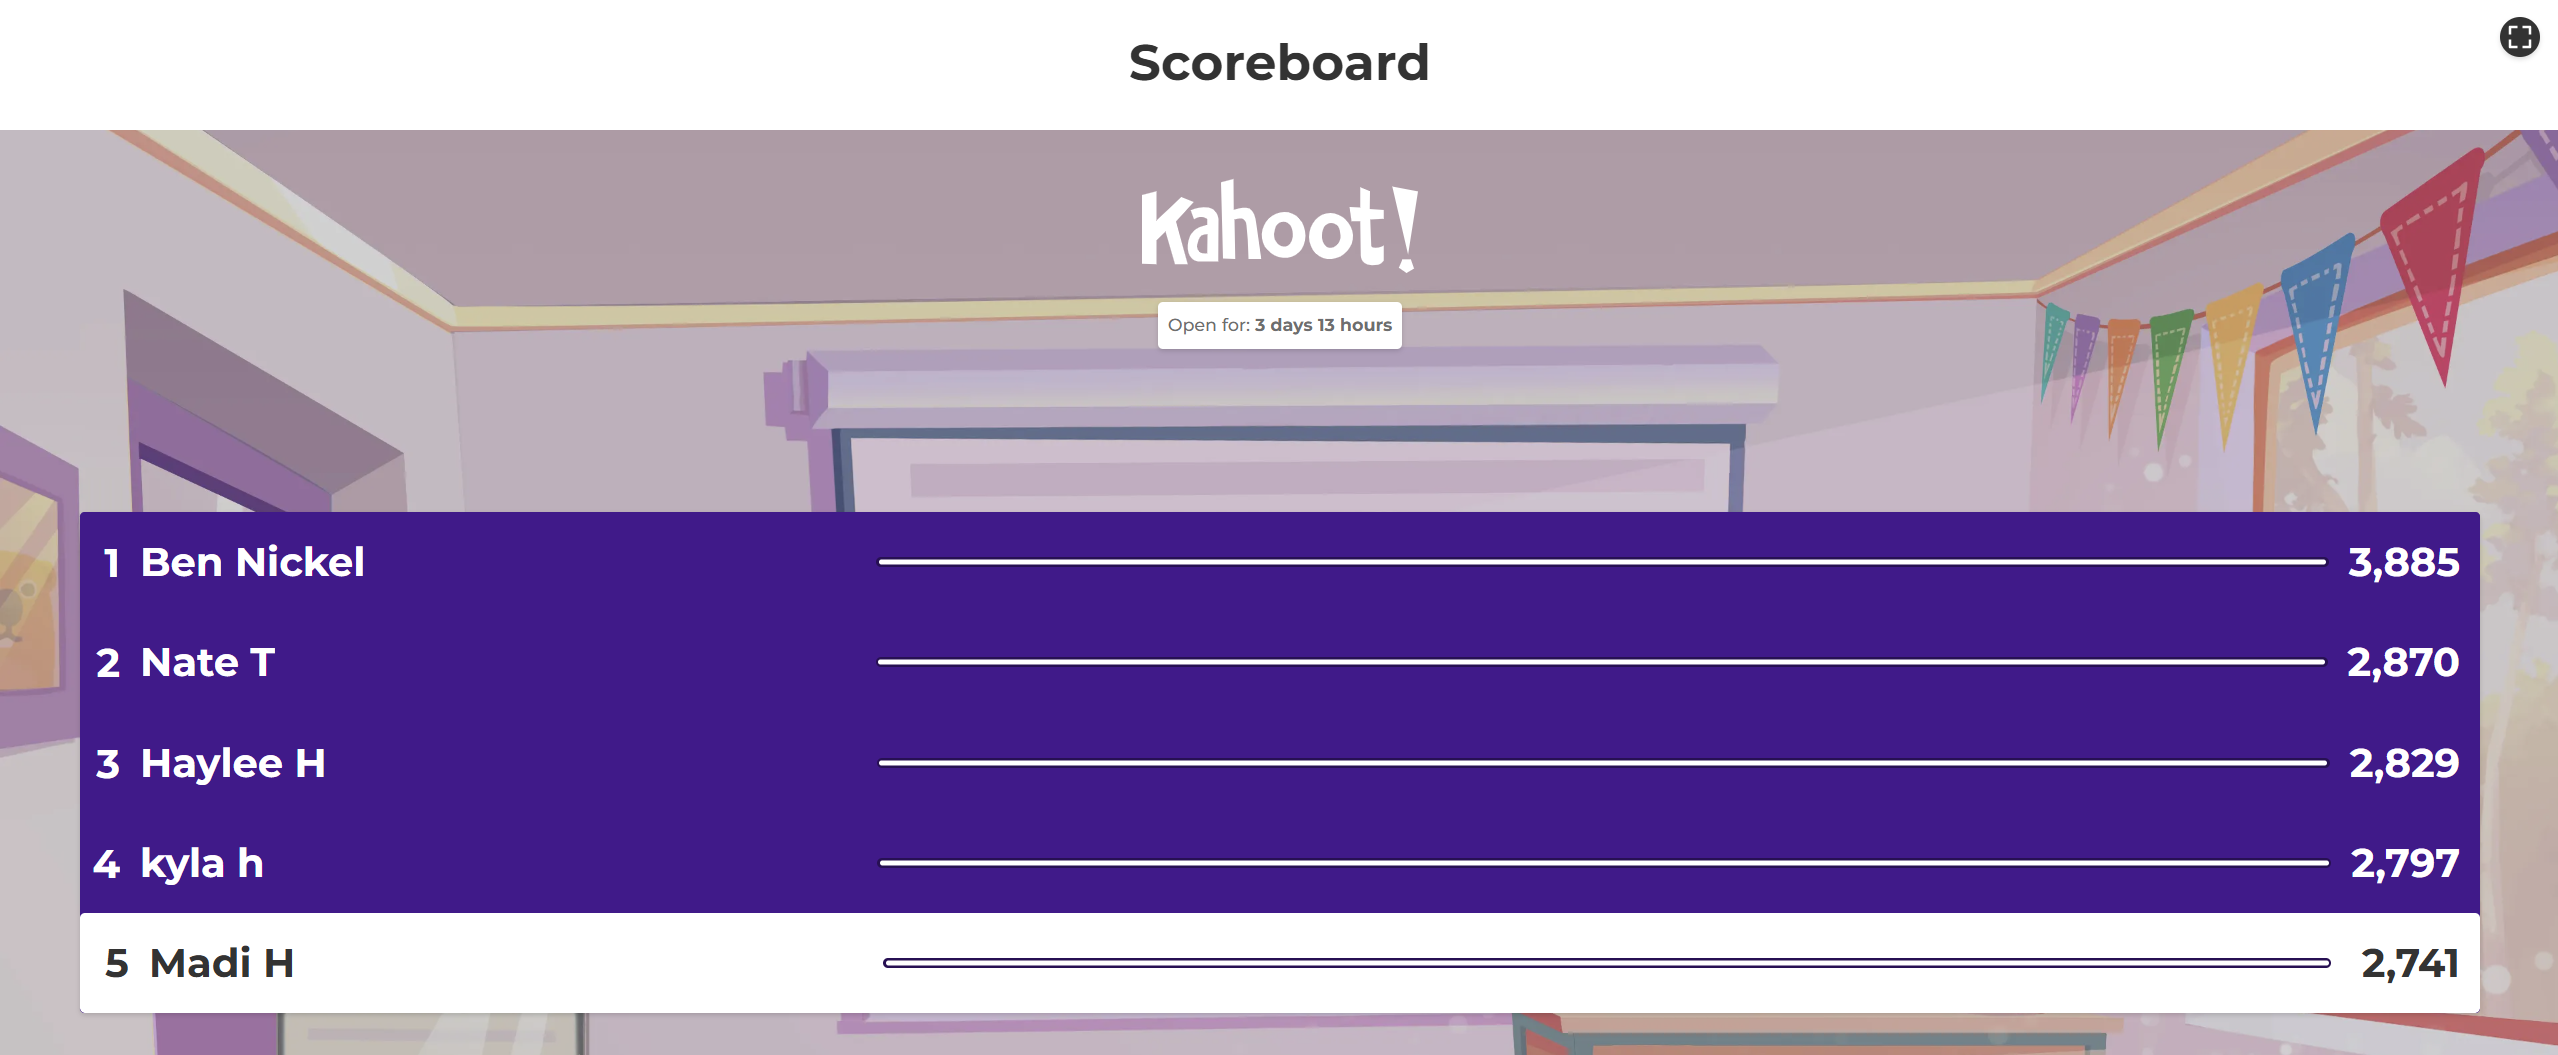 Scoreboard
Kahoot!
Open for: 3 days 13 hours
1 Ben Nickel 3,885
2 Nate T 2,870
3 Haylee H 2,829
4 kyla h 2,797
5 Madi H 2,741